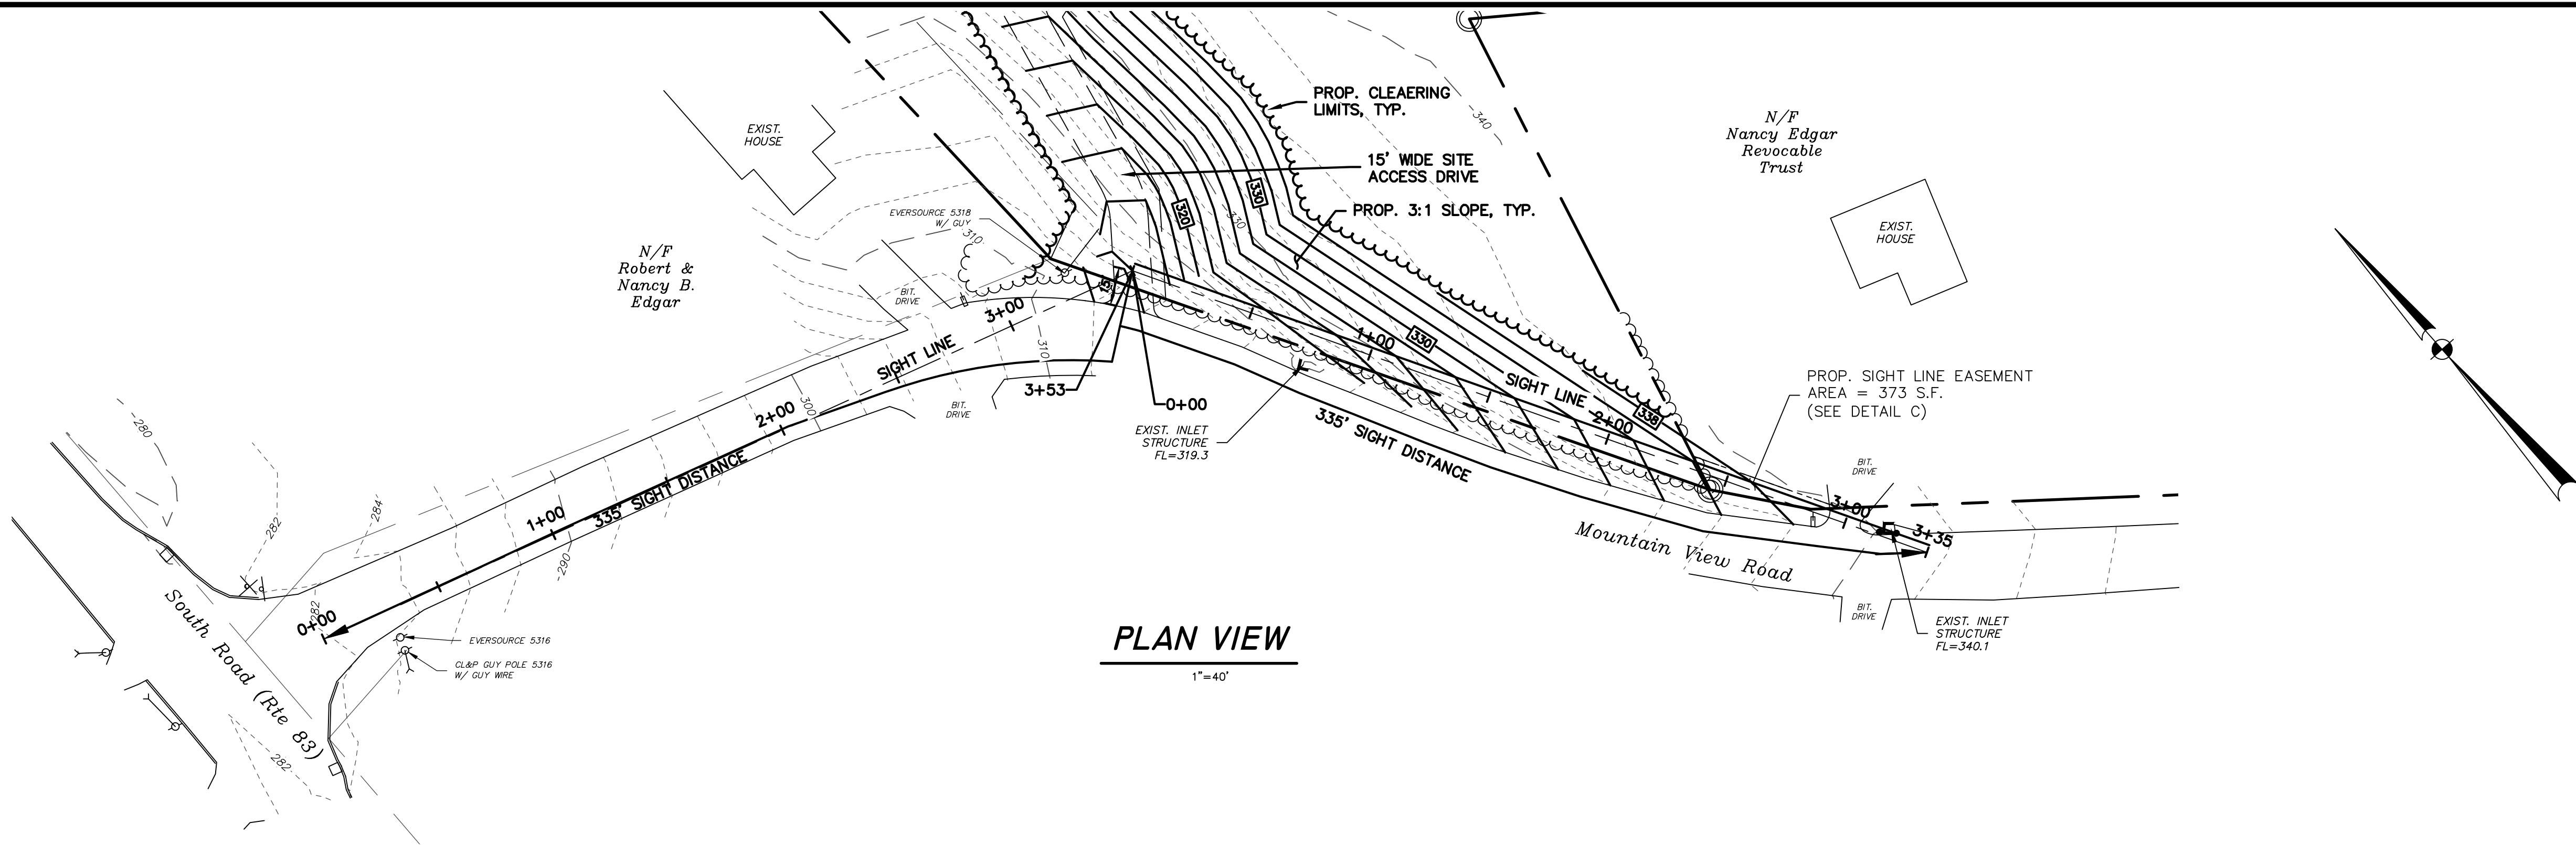 PROP. CLEAERING
LIMITS, TYP.
340
N/F
Nancy Edgar
Revocable
Trust
EXIST.
HOUSE
15' WIDE SITE
ACCESS DRIVE
330
320
330
PROP. 3:1 SLOPE, TYP.
EVERSOURCE 5318
W/ GUY
310
EXIST.
HOUSE
N/F
Robert &
Nancy B.
Edgar
BIT.
DRIVE
15'
3+00
SIGHT LINE
310
1+00
330
SIGHT LINE
338
2+00
PROP. SIGHT LINE EASEMENT
AREA = 373 S.F.
(SEE DETAIL C)
3+53
0+00
BIT.
DRIVE
2+00
300
EXIST. INLET
STRUCTURE
FL=319.3
335' SIGHT DISTANCE
BIT.
DRIVE
3+00
3+35
280
335' SIGHT DISTANCE
1+00
284
282
290
Mountain View Road
282
0+00
South Road (Rte 83)
EVERSOURCE 5316
CL&P GUY POLE 5316
W/ GUY WIRE
282
BIT.
DRIVE
EXIST. INLET
STRUCTURE
FL=340.1
PLAN VIEW
1"=40'